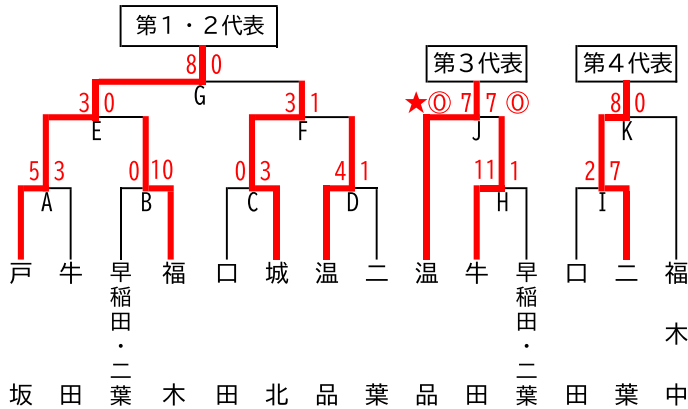 第1・2代表
第3代表
第4代表
8 0
G
3 0
E
3 1
F
★⓪ 7 7 ⓪
J
8 0
K
5 3
A
0 10
B
0 3
C
4 1
D
11 1
H
2 7
I
戸坂
牛田
早稲田・二葉
福木
口田
城北
温品
二葉
温品
牛田
早稲田・二葉
口田
二葉
福木中